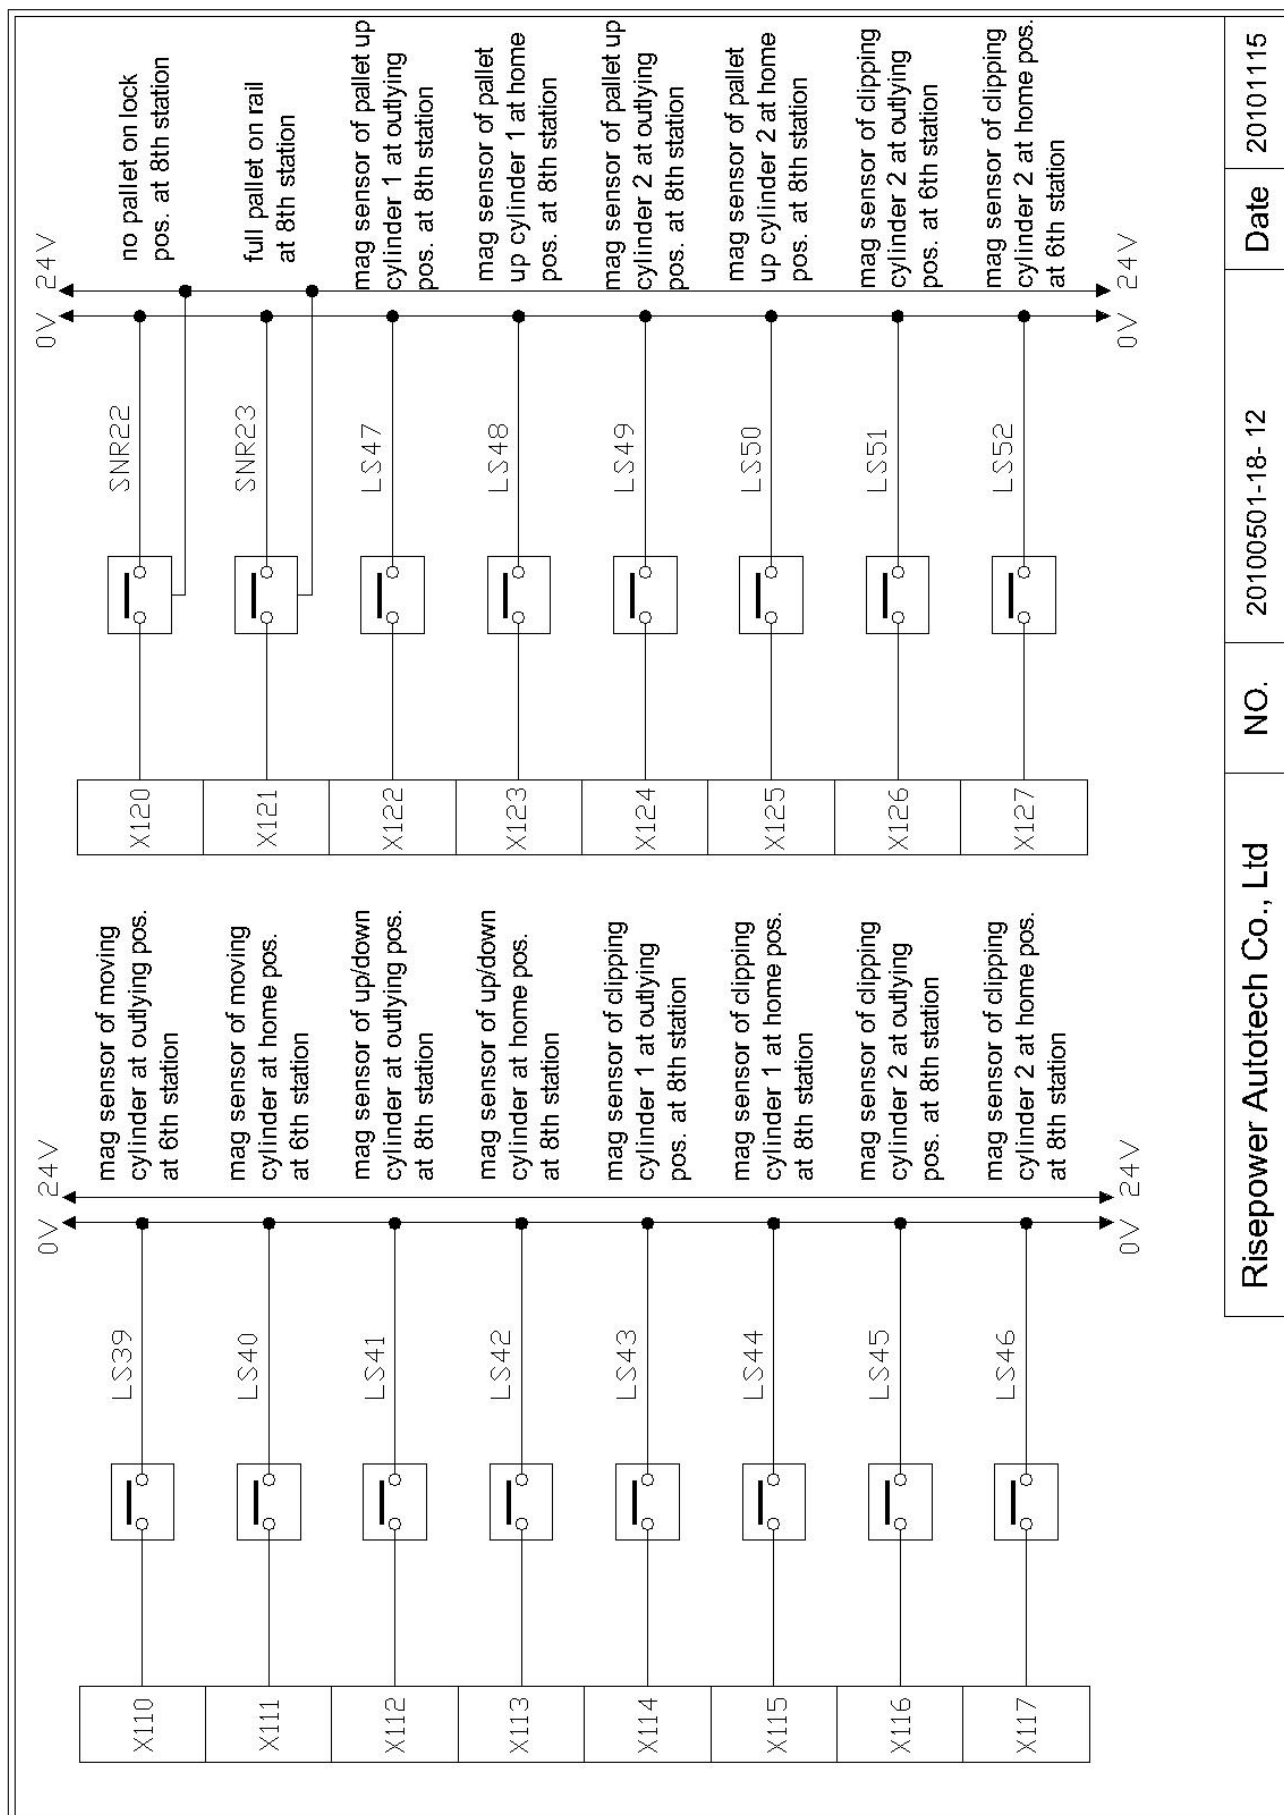 0V 24V
X110
LS39
mag sensor of moving
cylinder at outlying pos.
at 6th station
X111
LS40
mag sensor of moving
cylinder at home pos.
at 6th station
X112
LS41
mag sensor of up/down
cylinder at outlying pos.
at 8th station
X113
LS42
mag sensor of up/down
cylinder at home pos.
at 8th station
X114
LS43
mag sensor of clipping
cylinder 1 at outlying
pos. at 8th station
X115
LS44
mag sensor of clipping
cylinder 1 at home pos.
at 8th station
X116
LS45
mag sensor of clipping
cylinder 2 at outlying
pos. at 8th station
X117
LS46
mag sensor of clipping
cylinder 2 at home pos.
at 8th station
0V 24V
0V 24V
X120
SNR22
no pallet on lock
pos. at 8th station
X121
SNR23
full pallet on rail
at 8th station
X122
LS47
mag sensor of pallet up
cylinder 1 at outlying
pos. at 8th station
X123
LS48
mag sensor of pallet
up cylinder 1 at home
pos. at 8th station
X124
LS49
mag sensor of pallet up
cylinder 2 at outlying
pos. at 8th station
X125
LS50
mag sensor of pallet
up cylinder 2 at home
pos. at 8th station
X126
LS51
mag sensor of clipping
cylinder 2 at outlying
pos. at 6th station
X127
LS52
mag sensor of clipping
cylinder 2 at home pos.
at 6th station
0V 24V
Risepower Autotech Co., Ltd NO. 20100501-18- 12 Date 20101115